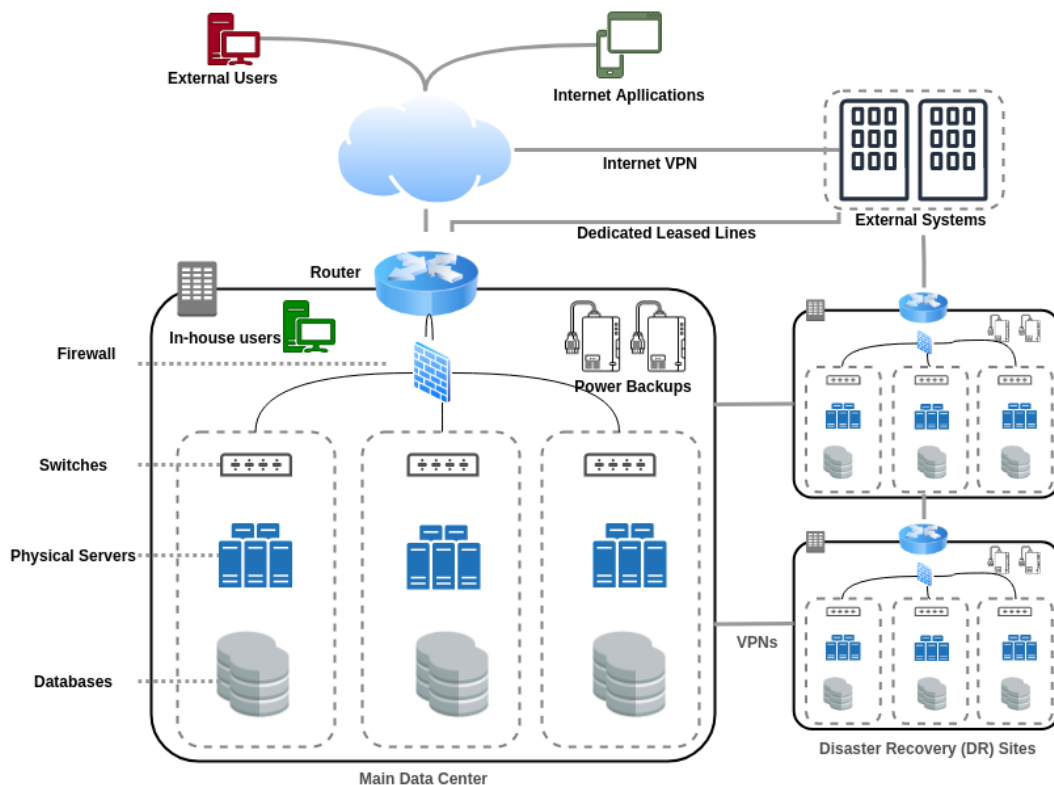 External Users
Internet Apllications
Internet VPN
External Systems
Dedicated Leased Lines
Router
In-house users
Firewall
Power Backups
Switches
Physical Servers
VPNs
Databases
Disaster Recovery (DR) Sites
Main Data Center